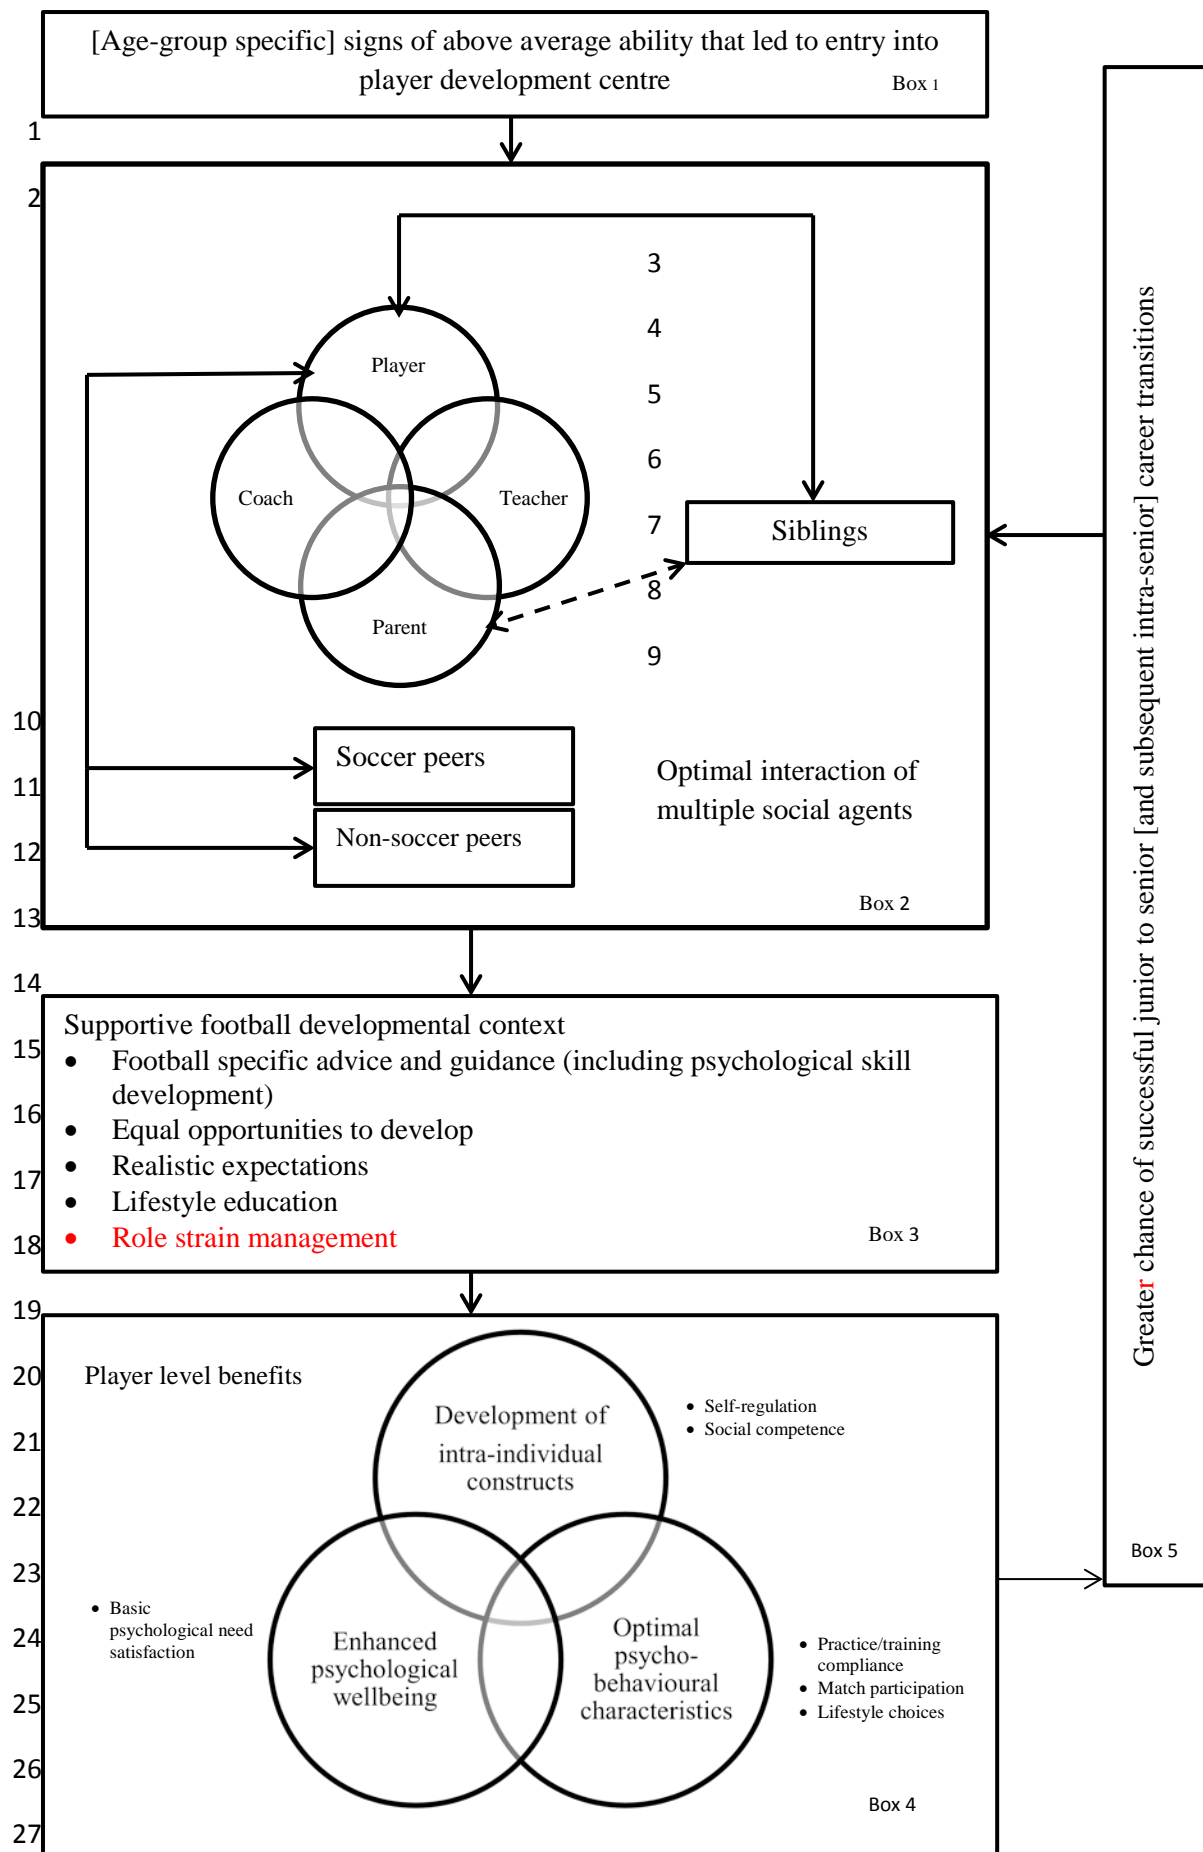 [Age-group specific] signs of above average ability that led to entry into
player development centre
Box 1
1
2
3
4
Player
5
6
Coach
Teacher
7
Siblings
8
Parent
9
10
Soccer peers
11
Optimal interaction of
multiple social agents
12
Non-soccer peers
Box 2
13
14
Supportive football developmental context
15
• Football specific advice and guidance (including psychological skill
development)
16
• Equal opportunities to develop
17
• Realistic expectations
• Lifestyle education
18
• Role strain management
Box 3
19
20
Player level benefits
Development of
intra-individual
constructs
• Self-regulation
• Social competence
21
22
23
• Basic
psychological need
satisfaction
24
Enhanced
psychological
wellbeing
Optimal
psycho-
behavioural
characteristics
• Practice/training
compliance
• Match participation
• Lifestyle choices
25
26
Box 4
27
Greater chance of successful junior to senior [and subsequent intra-senior] career transitions
Box 5